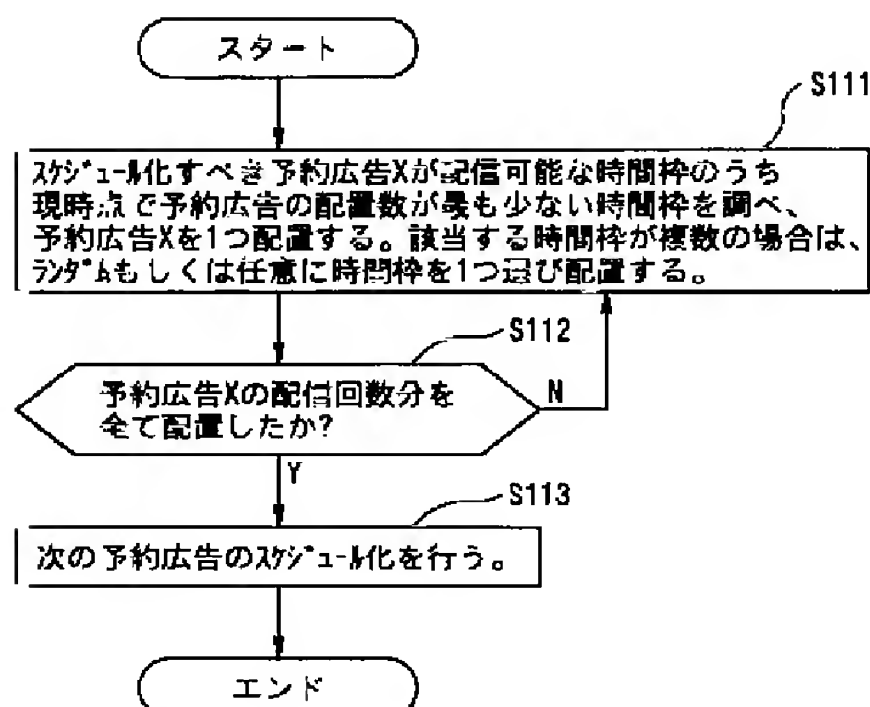 スタート
S111
スケジュール化すべき予約広告Xが配信可能な時間枠のうち
現時点で予約広告の配置数が最も少ない時間枠を調べ、
予約広告Xを1つ配置する。該当する時間枠が複数の場合は、
ランダムもしくは任意に時間枠を1つ選び配置する。
S112
予約広告Xの配信回数分を
全て配置したか?
N
Y
S113
次の予約広告のスケジュール化を行う。
エンド